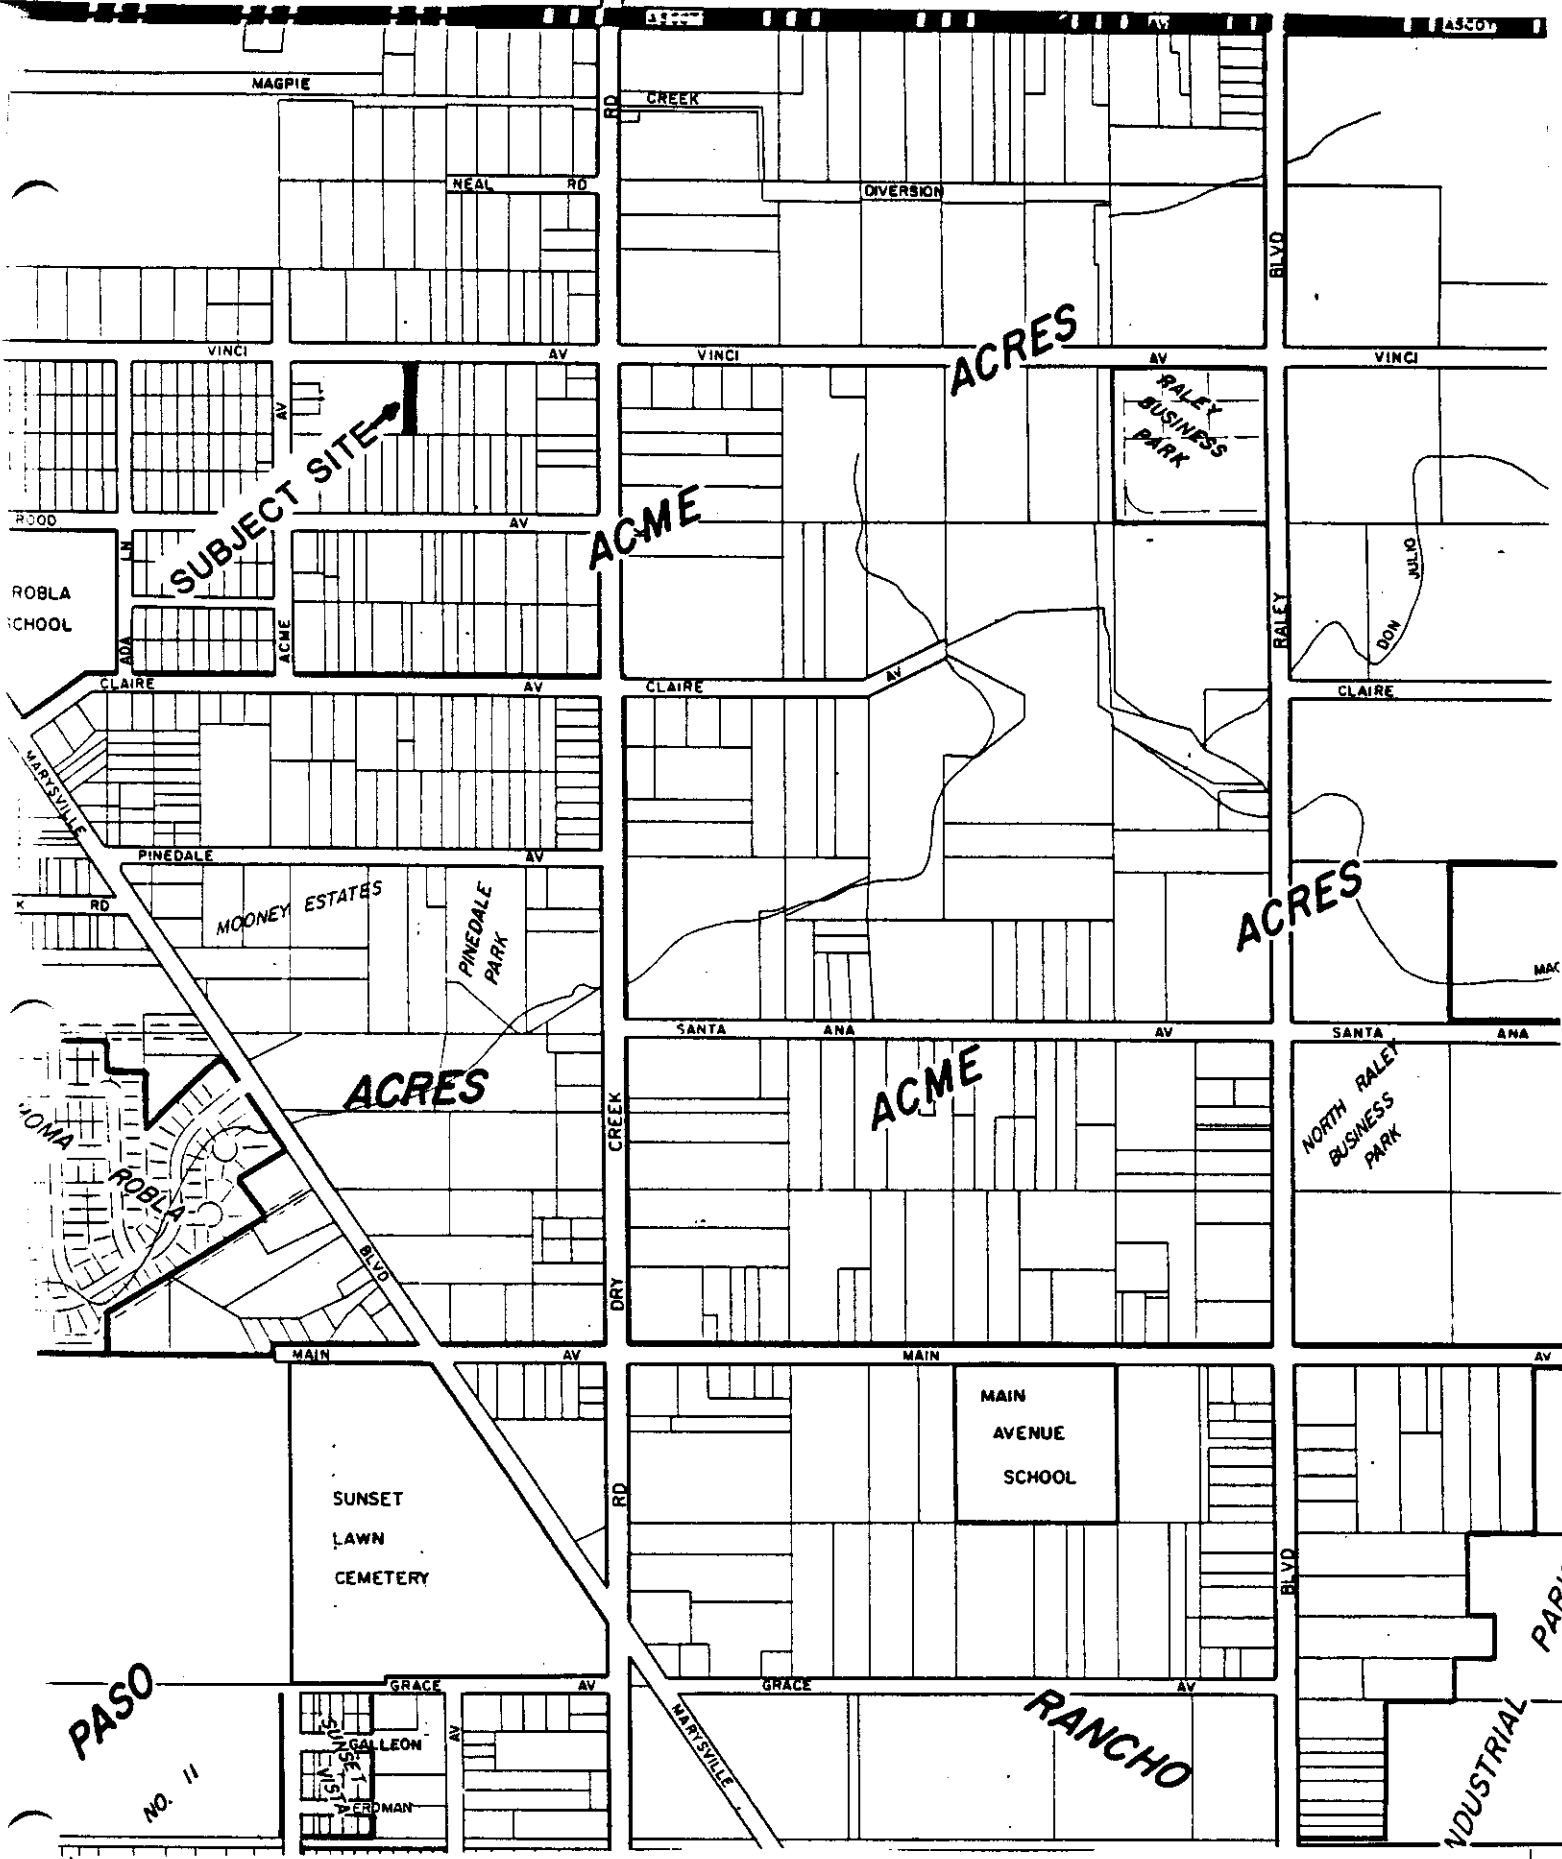 ASCOT
AV
ASCOT
MAGPIE
CREEK
RD
NEAL RD
DIVERSION
BLVD
VINCI AV
VINCI
ACRES
AV
VINCI
RALEY
BUSINESS
PARK
AV
SUBJECT SITE
ACME
ROOD
AV
LN
ROBLA
SCHOOL
ADA
ACME
JULIO
DON
RALEY
CLAIRE AV
CLAIRE
AV
CLAIRE
MARYSVILLE
PINEDALE AV
MOONEY ESTATES
PINEDALE
PARK
K RD
ACRES
MAG
SANTA ANA AV
SANTA ANA
ACRES
ACME
NORTH RALEY
BUSINESS
PARK
CREEK
ROBLA
BLVD
DRY
MAIN AV
MAIN
AV
MAIN
AVENUE
SCHOOL
SUNSET
LAWN
CEMETERY
RD
BLVD
PASO
NO. 11
GRACE AV
GRACE AV
RANCHO
MARYSVILLE
AV
GALLEON
SUNSET
VISTA
ERDMAN
INDUSTRIAL